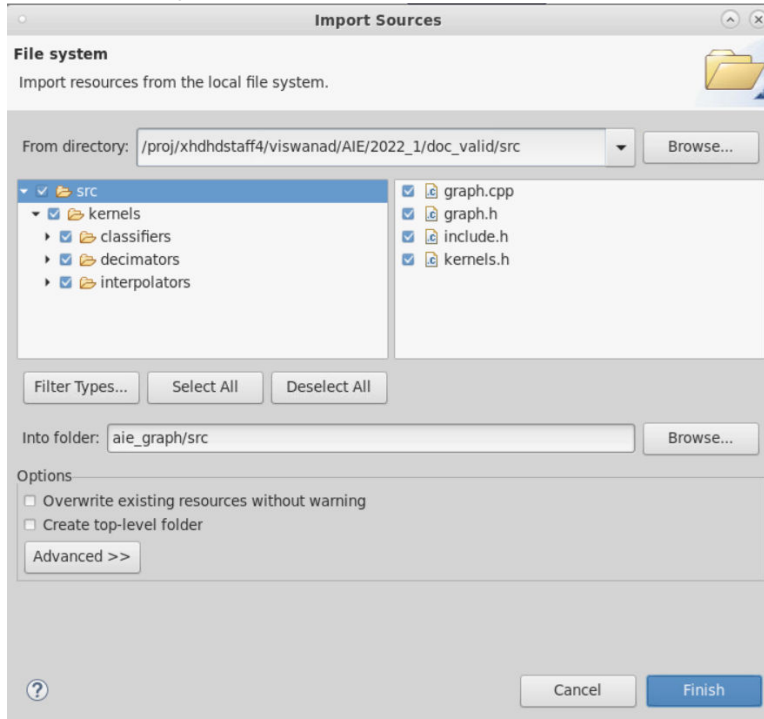 Import Sources
File system
Import resources from the local file system.
From directory: /proj/xhdhdstaff4/viswanad/AIE/2022_1/doc_valid/src Browse...
src
kernels
classifiers
decimators
interpolators
graph.cpp
graph.h
include.h
kernels.h
Filter Types... Select All Deselect All
Into folder: aie_graph/src Browse...
Options
Overwrite existing resources without warning
Create top-level folder
Advanced >>
? Cancel Finish